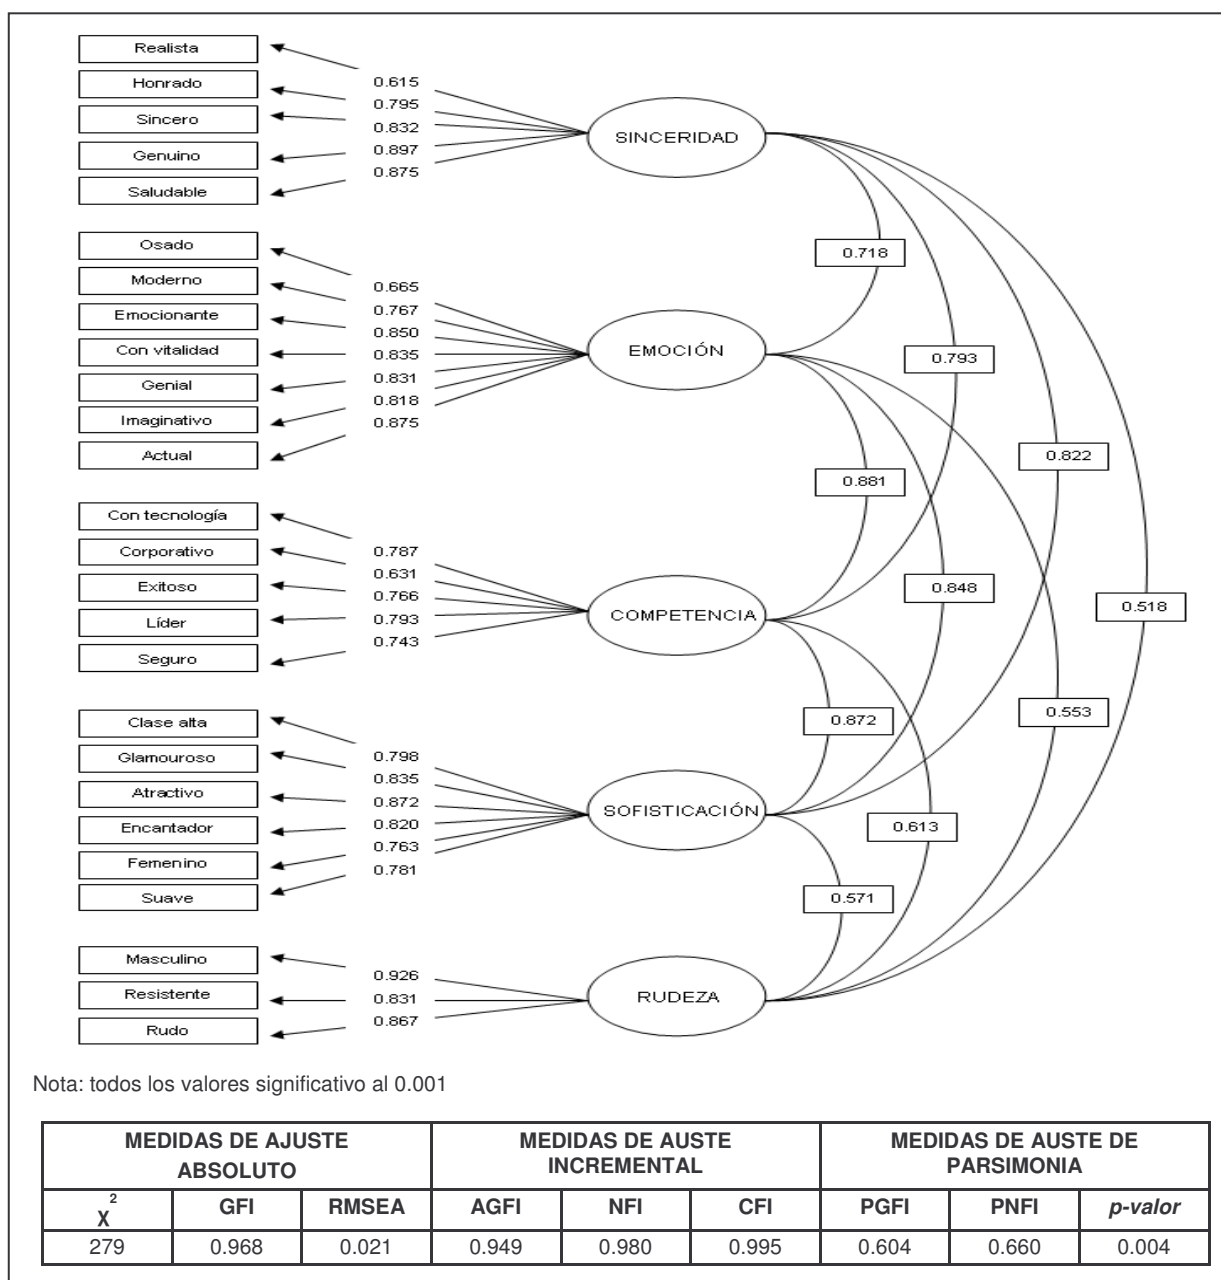 Realista
Honrado
Sincero
Genuino
Saludable
0.615
0.795
0.832
0.897
0.875
SINCERIDAD
Osado
Moderno
Emocionante
Con vitalidad
Genial
Imaginativo
Actual
0.665
0.767
0.850
0.835
0.831
0.818
0.875
EMOCIÓN
Con tecnología
Corporativo
Exitoso
Líder
Seguro
0.787
0.631
0.766
0.793
0.743
COMPETENCIA
Clase alta
Glamouroso
Atractivo
Encantador
Femenino
Suave
0.798
0.835
0.872
0.820
0.763
0.781
SOFISTICACIÓN
Masculino
Resistente
Rudo
0.926
0.831
0.867
RUDEZA
0.718
0.793
0.822
0.881
0.848
0.518
0.872
0.553
0.613
0.571
Nota: todos los valores significativo al 0.001
MEDIDAS DE AJUSTE ABSOLUTO
MEDIDAS DE AUSTE INCREMENTAL
MEDIDAS DE AUSTE DE PARSIMONIA
χ² GFI RMSEA AGFI NFI CFI PGFI PNFI p-valor
279 0.968 0.021 0.949 0.980 0.995 0.604 0.660 0.004